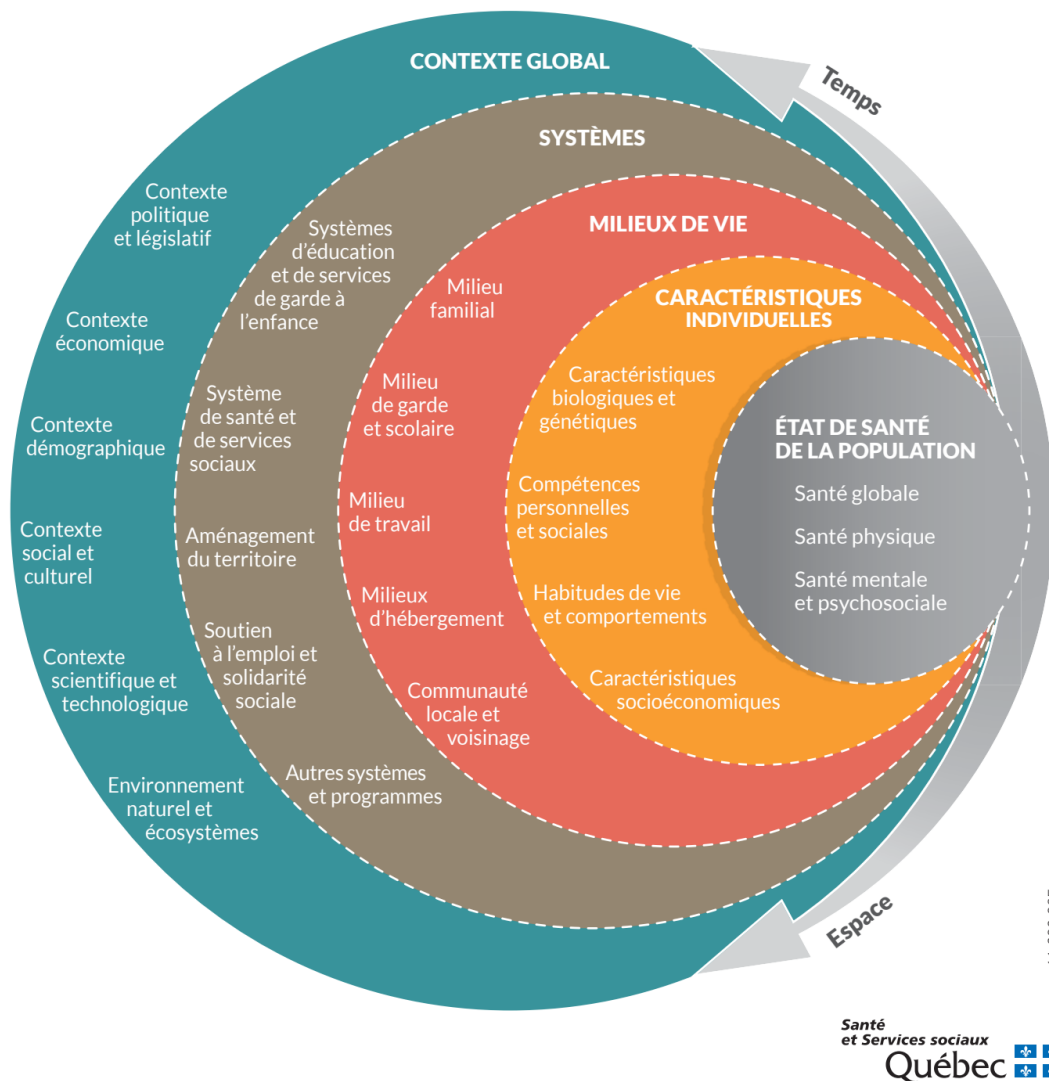 CONTEXTE GLOBAL
Temps
SYSTÈMES
MILIEUX DE VIE
CARACTÉRISTIQUES
INDIVIDUELLES
ÉTAT DE SANTÉ
DE LA POPULATION
Santé globale
Santé physique
Santé mentale
et psychosociale
Contexte
politique
et législatif
Contexte
économique
Contexte
démographique
Contexte
social et
culturel
Contexte
scientifique et
technologique
Environnement
naturel et
écosystèmes
Systèmes
d'éducation
et de services
de garde à
l'enfance
Système
de santé et
de services
sociaux
Aménagement
du territoire
Soutien
à l'emploi et
solidarité
sociale
Autres systèmes
et programmes
Milieu
familial
Milieu
de garde
et scolaire
Milieu
de travail
Milieux
d'hébergement
Communauté
locale et
voisinage
Caractéristiques
biologiques et
génétiques
Compétences
personnelles
et sociales
Habitudes de vie
et comportements
Caractéristiques
socioéconomiques
Espace
Santé
et Services sociaux
Québec